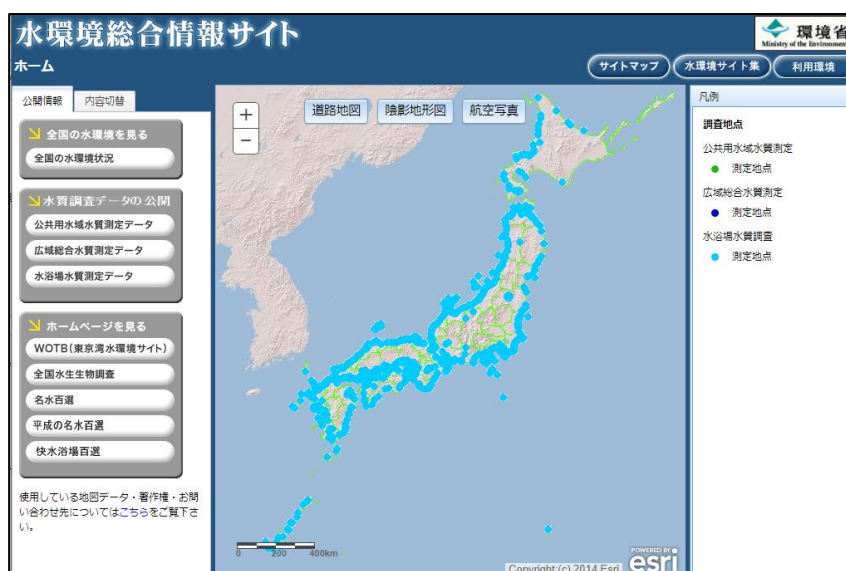 水環境総合情報サイト
環境省
Ministry of the Environment
ホーム
サイトマップ
水環境サイト集
利用環境
公開情報
内容切替
全国の水環境を見る
全国の水環境状況
水質調査データの公開
公共用水域水質測定データ
広域総合水質測定データ
水浴場水質測定データ
ホームページを見る
WOTB(東京湾水環境サイト)
全国水生生物調査
名水百選
平成の名水百選
快水浴場百選
使用している地図データ・著作権・お問
い合わせ先についてはこちらをご覧下さ
い。
+
−
道路地図
陰影地形図
航空写真
0 200 400km
POWERED BY
esri
Copyright:(c) 2014 Esri
凡例
調査地点
公共用水域水質測定
測定地点
広域総合水質測定
測定地点
水浴場水質調査
測定地点